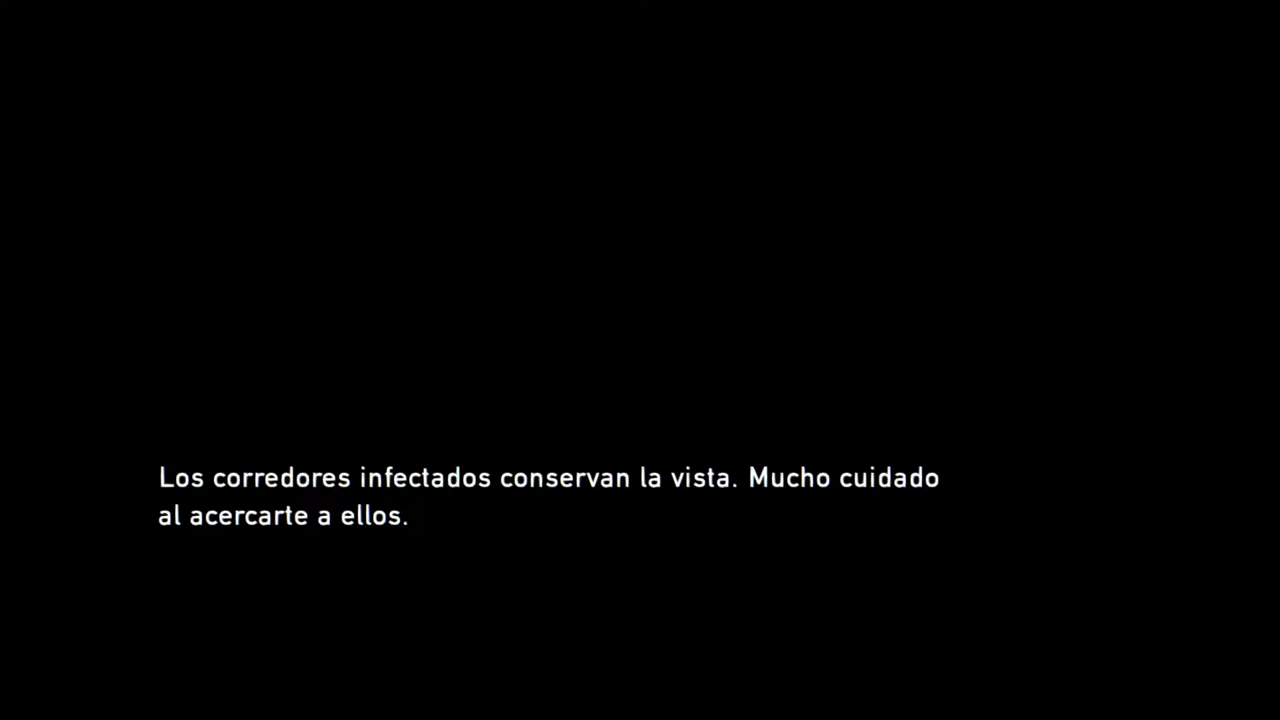 Los corredores infectados conservan la vista. Mucho cuidado
al acercarte a ellos.